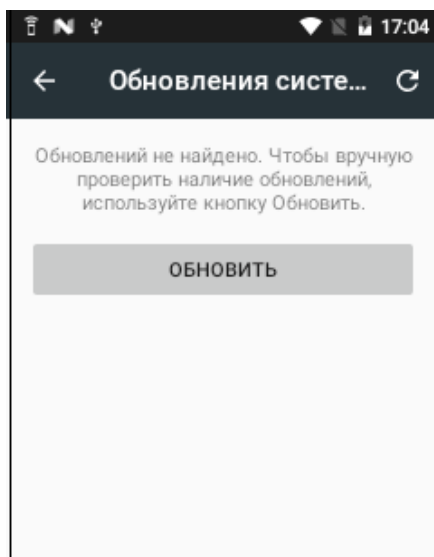 17:04
Обновления систе...
Обновлений не найдено. Чтобы вручную
проверить наличие обновлений,
используйте кнопку Обновить.
ОБНОВИТЬ